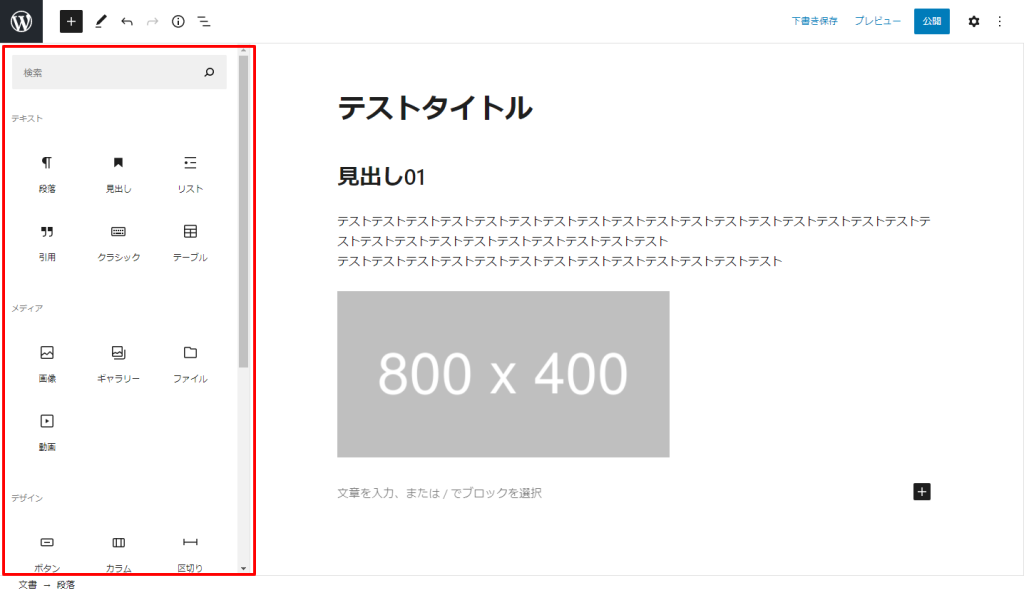 下書き保存 プレビュー 公開
検索
テキスト
段落 見出し リスト
引用 クラシック テーブル
メディア
画像 ギャラリー ファイル
動画
デザイン
ボタン カラム 区切り
テストタイトル
見出し01
テストテストテストテストテストテストテストテストテストテストテストテストテストテストテストテストテストテ
ストテストテストテストテストテストテストテストテストテスト
テストテストテストテストテストテストテストテストテストテストテストテストテスト
800 x 400
文章を入力、または / でブロックを選択
文書 → 段落